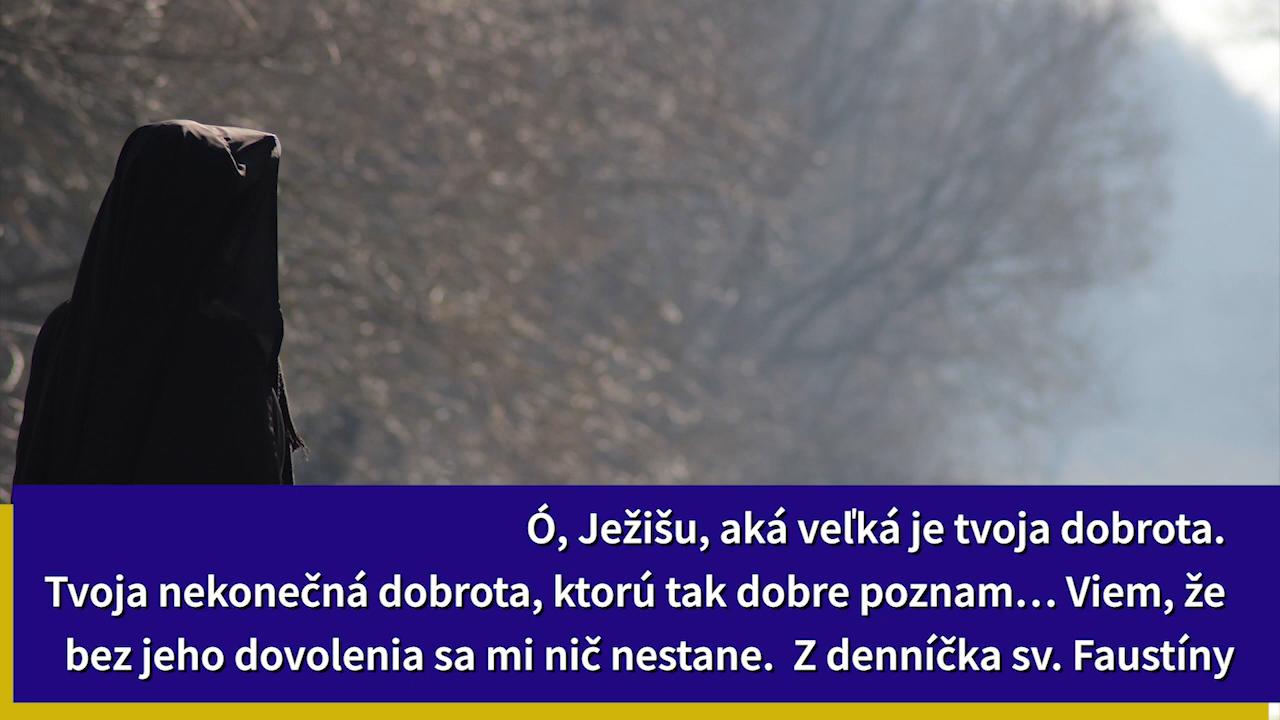 Ó, Ježišu, aká veľká je tvoja dobrota.
Tvoja nekonečná dobrota, ktorú tak dobre poznam… Viem, že
bez jeho dovolenia sa mi nič nestane. Z denníčka sv. Faustíny